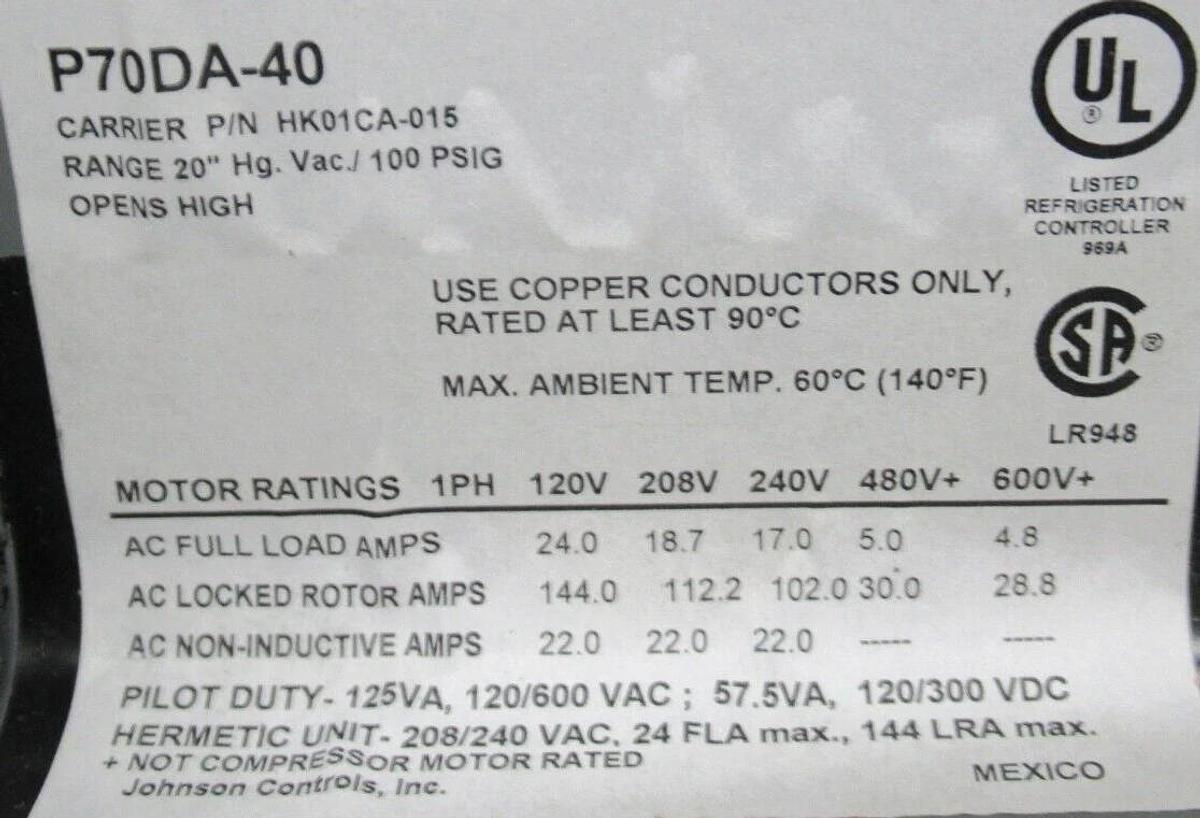 P70DA-40
CARRIER P/N HK01CA-015
RANGE 20" Hg. Vac./ 100 PSIG
OPENS HIGH
UL ®
LISTED
REFRIGERATION
CONTROLLER
969A
USE COPPER CONDUCTORS ONLY,
RATED AT LEAST 90°C
MAX. AMBIENT TEMP. 60°C (140°F)
SA ®
LR948
MOTOR RATINGS 1PH 120V 208V 240V 480V+ 600V+
AC FULL LOAD AMPS 24.0 18.7 17.0 5.0 4.8
AC LOCKED ROTOR AMPS 144.0 112.2 102.0 30.0 28.8
AC NON-INDUCTIVE AMPS 22.0 22.0 22.0 ----- -----
PILOT DUTY- 125VA, 120/600 VAC ; 57.5VA, 120/300 VDC
HERMETIC UNIT- 208/240 VAC, 24 FLA max., 144 LRA max.
+ NOT COMPRESSOR MOTOR RATED
Johnson Controls, Inc.
MEXICO